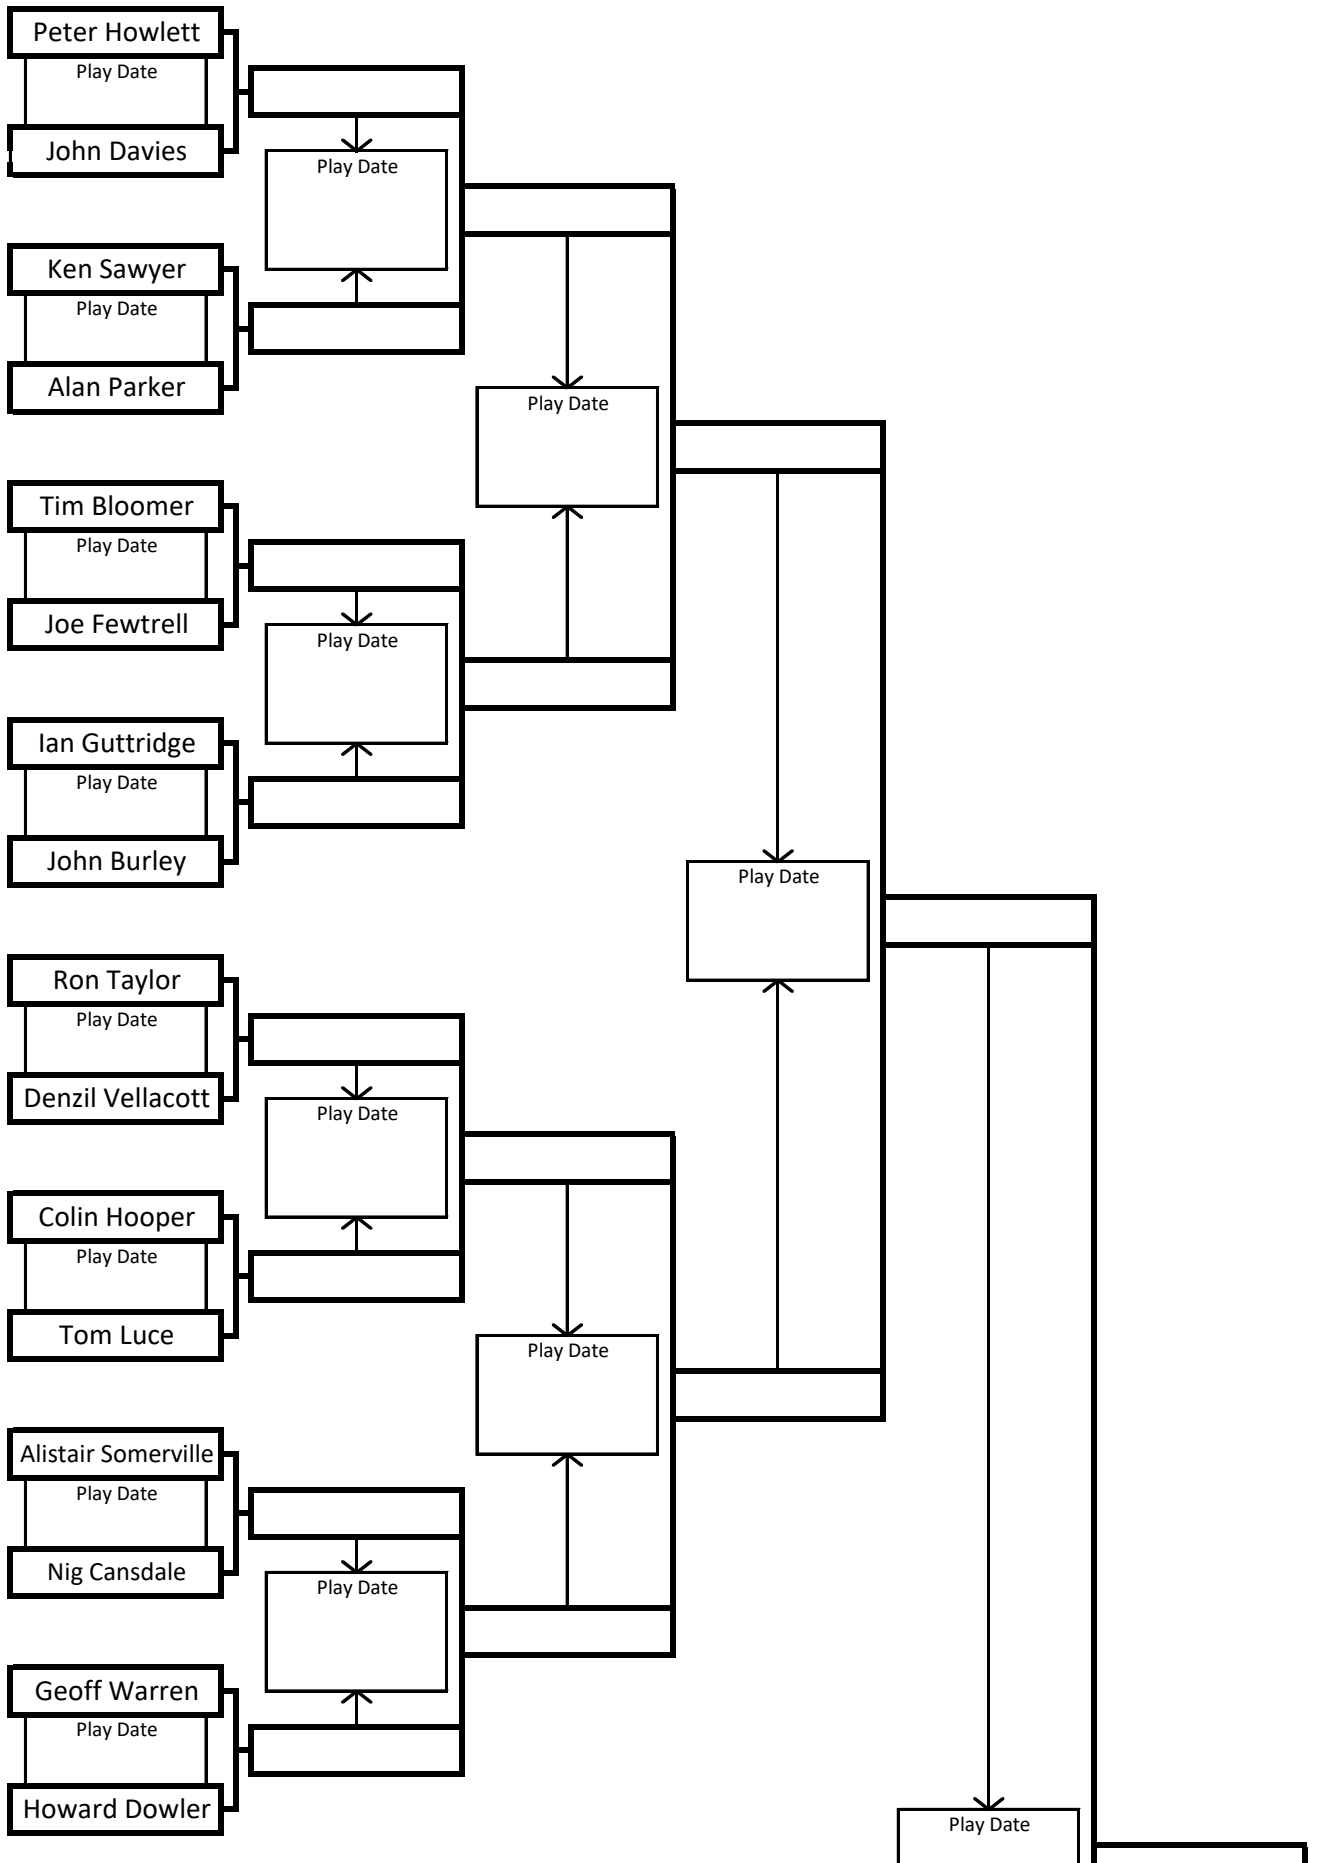 Peter Howlett
Play Date
John Davies
Play Date
Ken Sawyer
Play Date
Alan Parker
Play Date
Tim Bloomer
Play Date
Joe Fewtrell
Play Date
Ian Guttridge
Play Date
John Burley
Play Date
Ron Taylor
Play Date
Denzil Vellacott
Play Date
Colin Hooper
Play Date
Tom Luce
Play Date
Alistair Somerville
Play Date
Nig Cansdale
Play Date
Geoff Warren
Play Date
Howard Dowler
Play Date